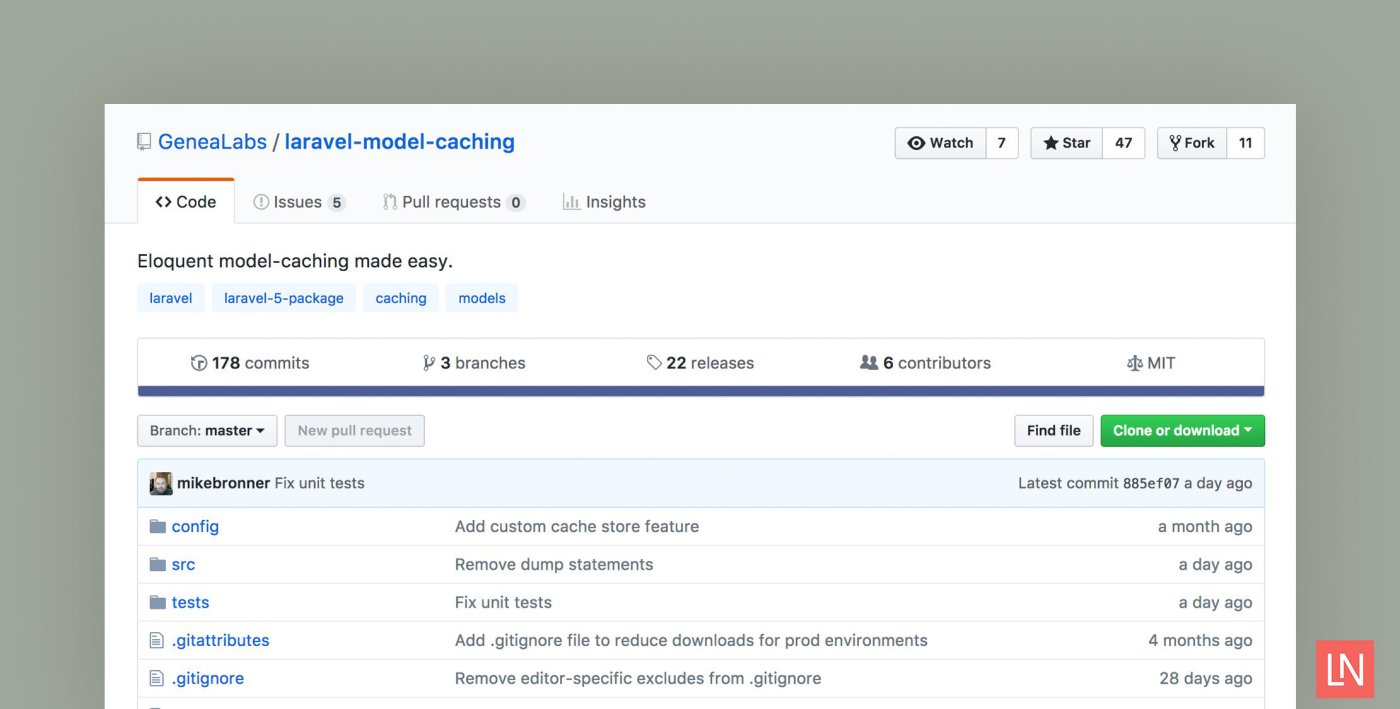 GeneaLabs / laravel-model-caching
Watch 7 Star 47 Fork 11
Code Issues 5 Pull requests 0 Insights
Eloquent model-caching made easy.
laravel laravel-5-package caching models
178 commits 3 branches 22 releases 6 contributors MIT
Branch: master New pull request Find file Clone or download
mikebronner Fix unit tests Latest commit 885ef07 a day ago
config Add custom cache store feature a month ago
src Remove dump statements a day ago
tests Fix unit tests a day ago
.gitattributes Add .gitignore file to reduce downloads for prod environments 4 months ago
.gitignore Remove editor-specific excludes from .gitignore 28 days ago
LN